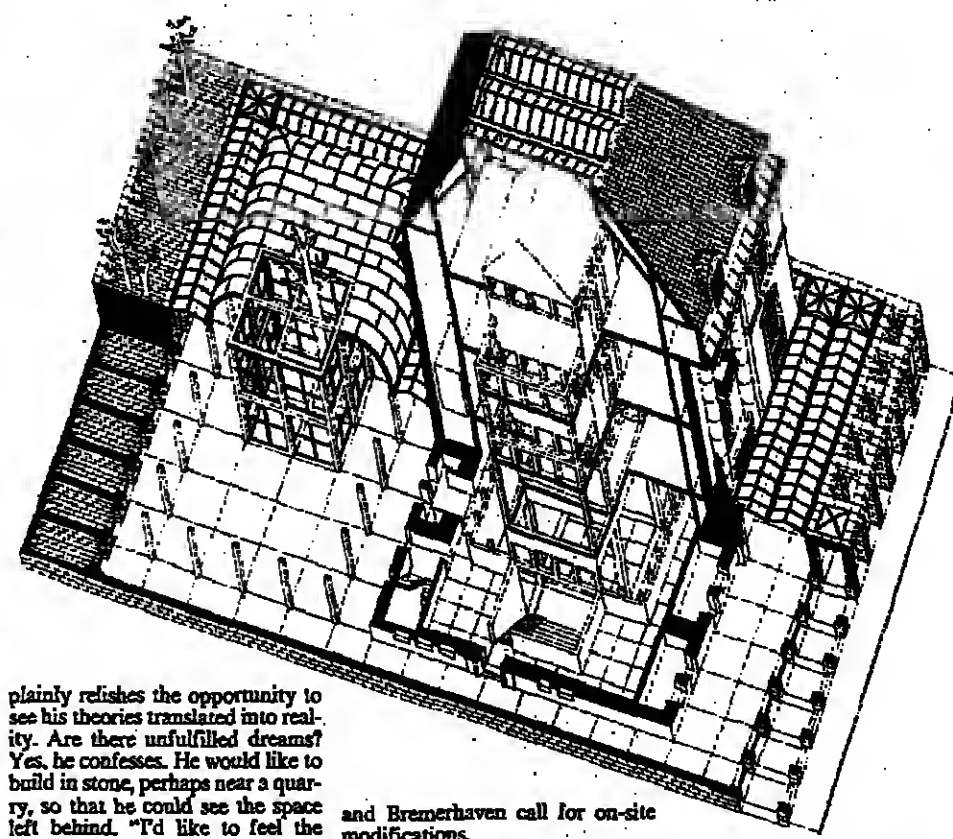 plainly relishes the opportunity to
see his theories translated into real-
ity. Are there unfulfilled dreams?
Yes, he confesses. He would like to
build in stone, perhaps near a quar-
ry, so that he could see the space
left behind. "I'd like to feel the
and Bremerhaven call for on-site
modifications.